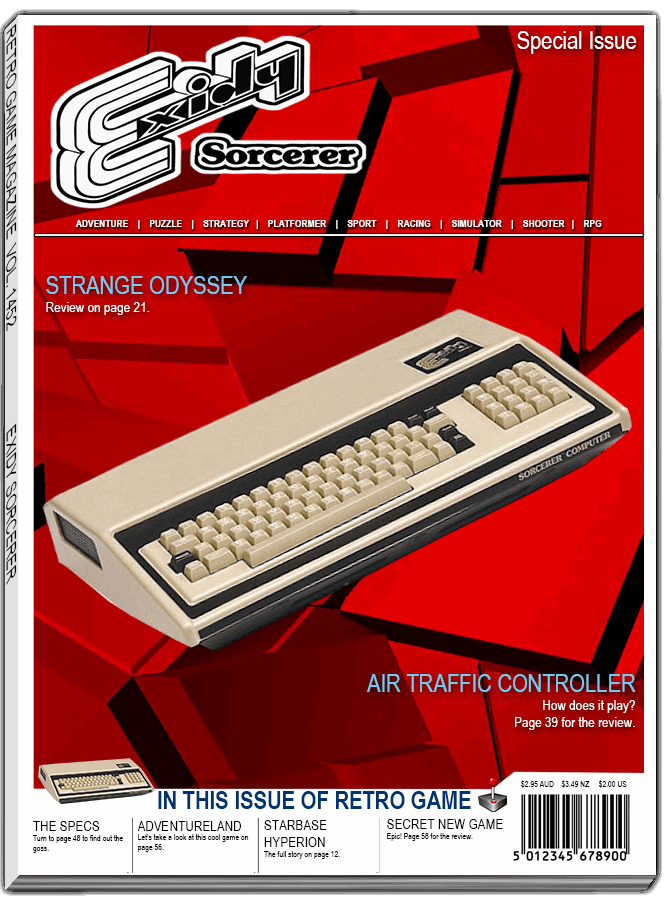 Special Issue
Exidy
Sorcerer
ADVENTURE | PUZZLE | STRATEGY | PLATFORMER | SPORT | RACING | SIMULATOR | SHOOTER | RPG
RETRO GAME MAGAZINE VOL. 1452 EXIDY SORCERER
STRANGE ODYSSEY
Review on page 21.
Exidy
SORCERER COMPUTER
AIR TRAFFIC CONTROLLER
How does it play?
Page 39 for the review.
IN THIS ISSUE OF RETRO GAME
$2.95 AUD $3.49 NZ $2.00 US
THE SPECS
Turn to page 48 to find out the
goss.
ADVENTURELAND
Let's take a look at this cool game on
page 56.
STARBASE
HYPERION
The full story on page 12.
SECRET NEW GAME
Epic! Page 58 for the review.
5 012345 678900